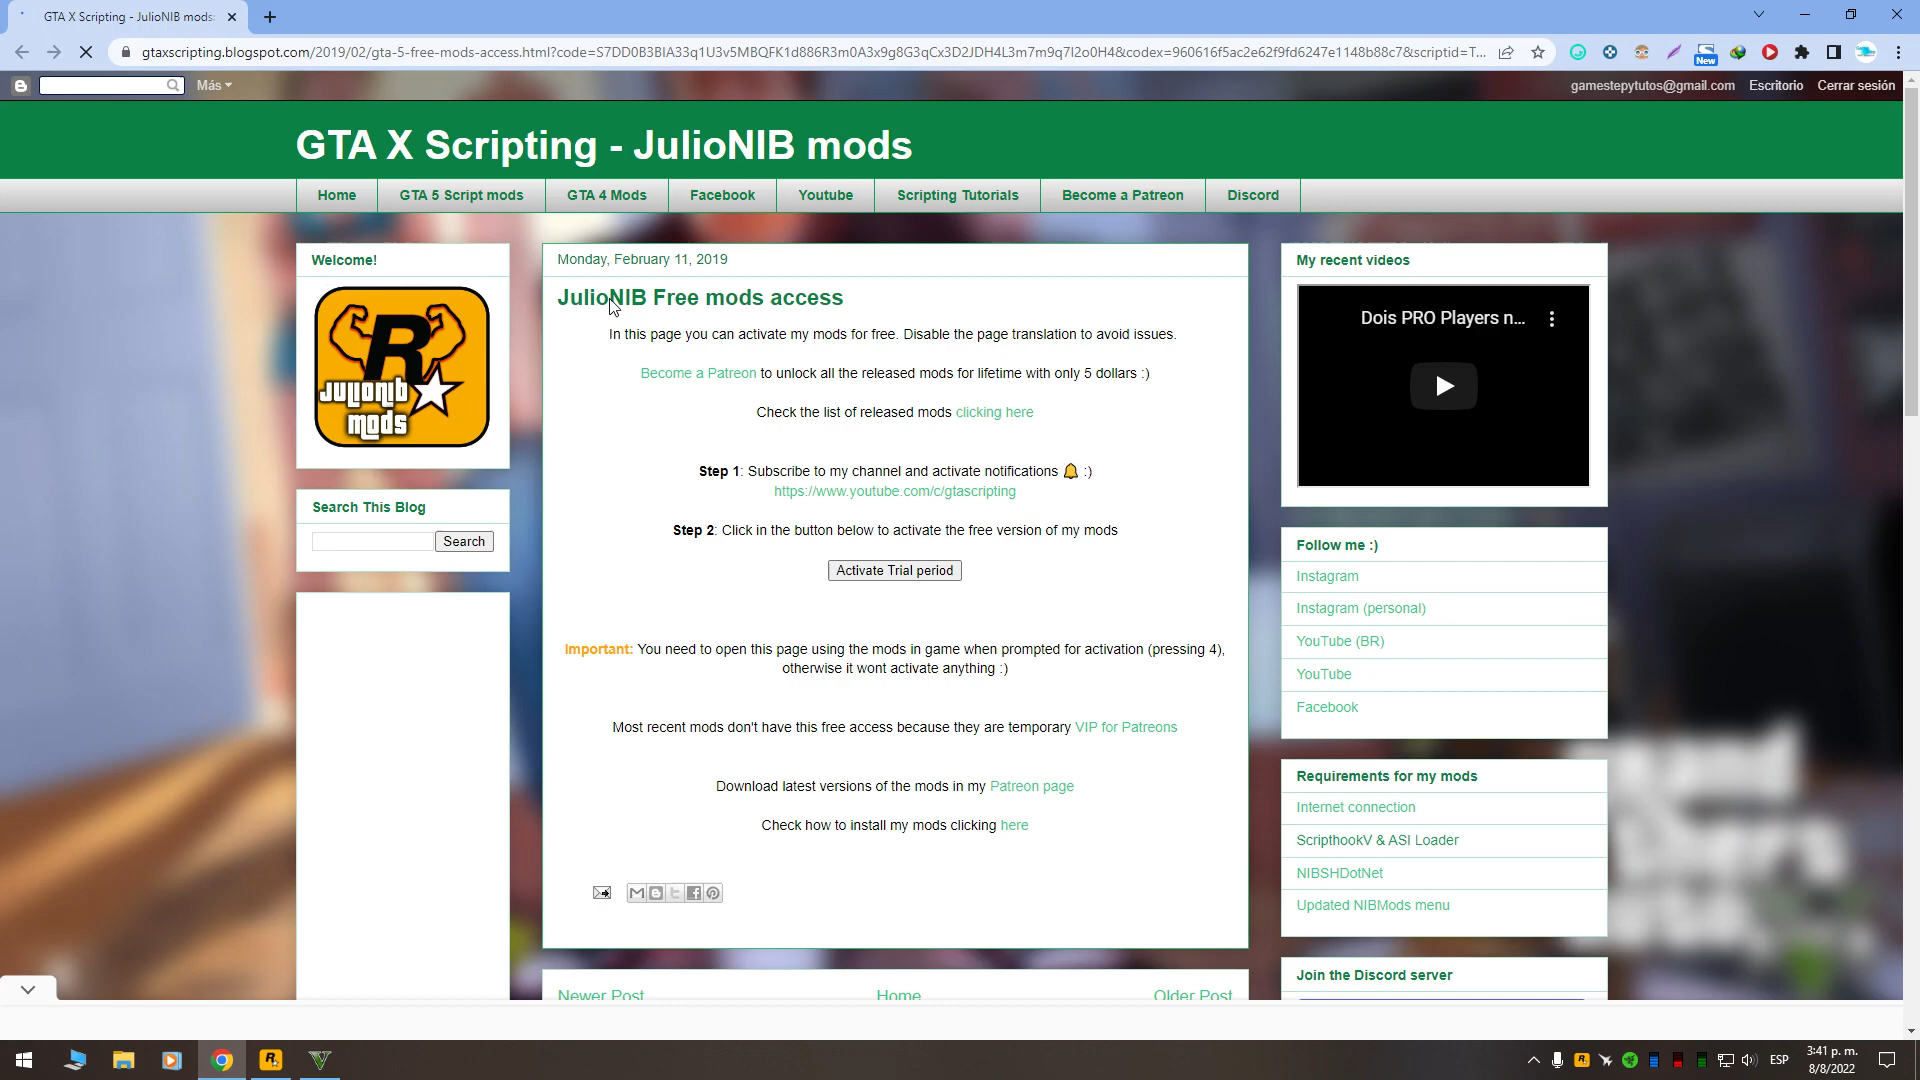 GTA X Scripting - JulioNIB mods:
gtaxscripting.blogspot.com/2019/02/gta-5-free-mods-access.html?code=S7DD0B3BIA33q1U3v5MBQFK1d886R3m0A3x9g8G3qCx3D2JDH4L3m7m9q7I2o0H4&codex=960616f5ac2e62f9fd6247e1148b88c7&scriptid=T...
New
Más
gamestepytutos@gmail.com Escritorio Cerrar sesión
GTA X Scripting - JulioNIB mods
Home GTA 5 Script mods GTA 4 Mods Facebook Youtube Scripting Tutorials Become a Patreon Discord
Welcome!
R
JulioNIB
mods
Search This Blog
Search
Monday, February 11, 2019
JulioNIB Free mods access
In this page you can activate my mods for free. Disable the page translation to avoid issues.
Become a Patreon to unlock all the released mods for lifetime with only 5 dollars :)
Check the list of released mods clicking here
Step 1: Subscribe to my channel and activate notifications 🔔 :)
https://www.youtube.com/c/gtascripting
Step 2: Click in the button below to activate the free version of my mods
Activate Trial period
Important: You need to open this page using the mods in game when prompted for activation (pressing 4),
otherwise it wont activate anything :)
Most recent mods don't have this free access because they are temporary VIP for Patreons
Download latest versions of the mods in my Patreon page
Check how to install my mods clicking here
Newer Post Home Older Post
My recent videos
Dois PRO Players n...
Follow me :)
Instagram
Instagram (personal)
YouTube (BR)
YouTube
Facebook
Requirements for my mods
Internet connection
ScripthookV & ASI Loader
NIBSHDotNet
Updated NIBMods menu
Join the Discord server
ESP
3:41 p. m.
8/8/2022